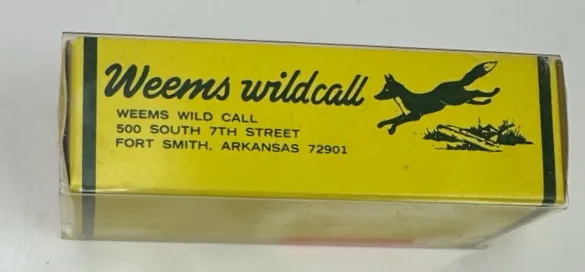 Weems wildcall
WEEMS WILD CALL
500 SOUTH 7TH STREET
FORT SMITH, ARKANSAS 72901